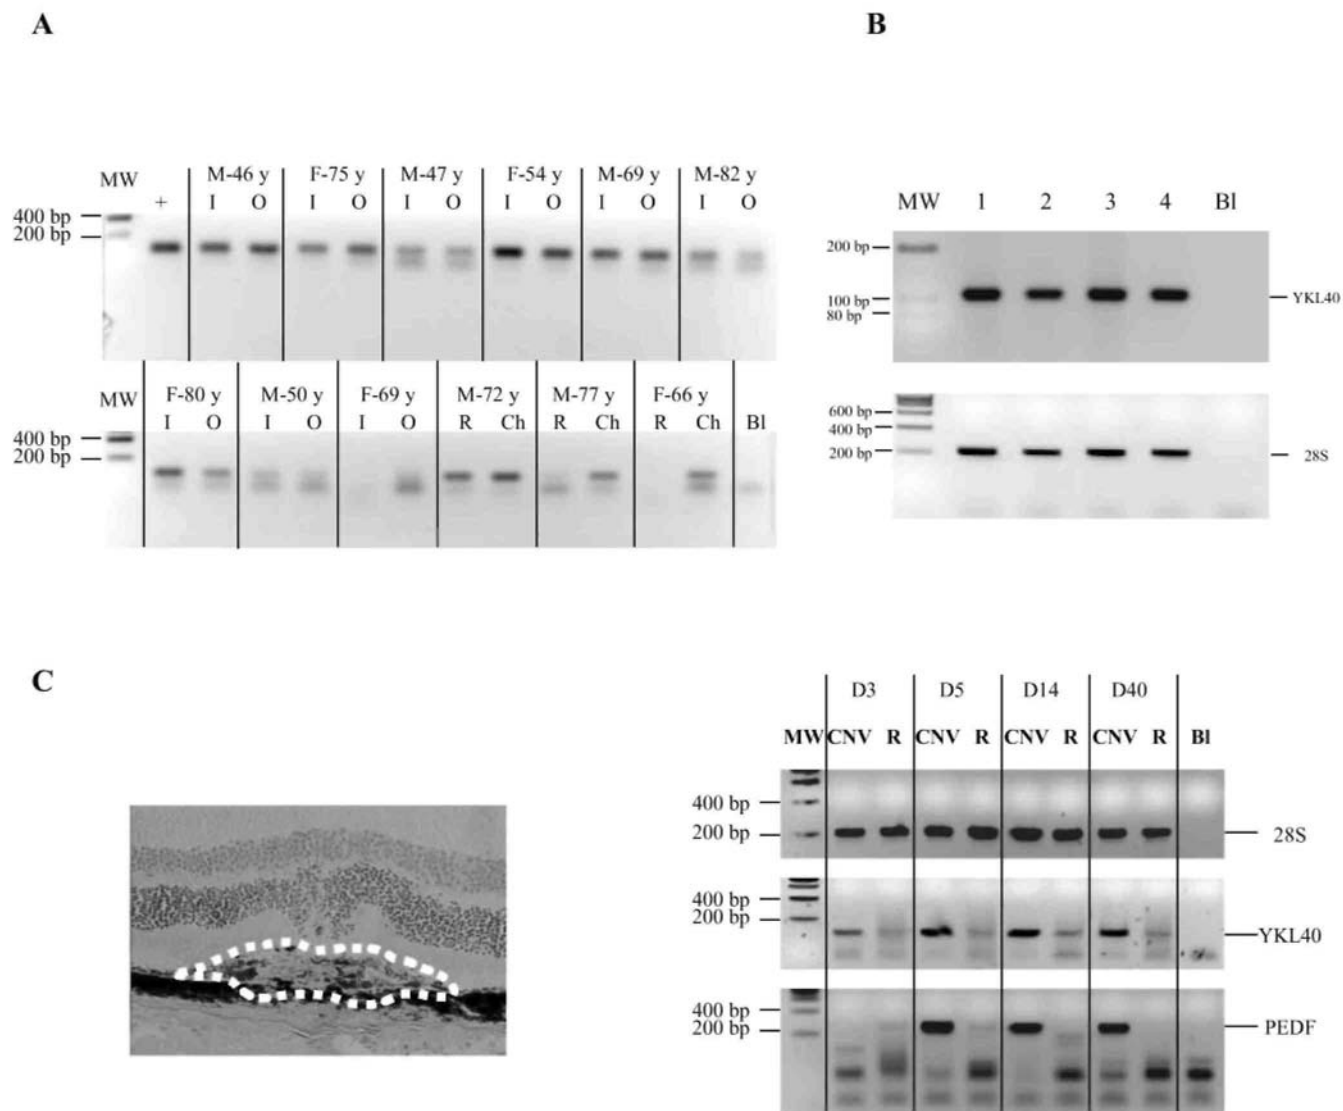 A
B
MW
M-46 y F-75 y M-47 y F-54 y M-69 y M-82 y
+ I O I O I O I O I O I O
400 bp
200 bp
MW
F-80 y M-50 y F-69 y M-72 y M-77 y F-66 y
I O I O I O R Ch R Ch R Ch Bl
400 bp
200 bp
MW 1 2 3 4 Bl
200 bp
100 bp
80 bp
YKL40
600 bp
400 bp
200 bp
28S
C
D3 D5 D14 D40
MW CNV R CNV R CNV R CNV R Bl
400 bp
200 bp
28S
400 bp
200 bp
YKL40
400 bp
200 bp
PEDF